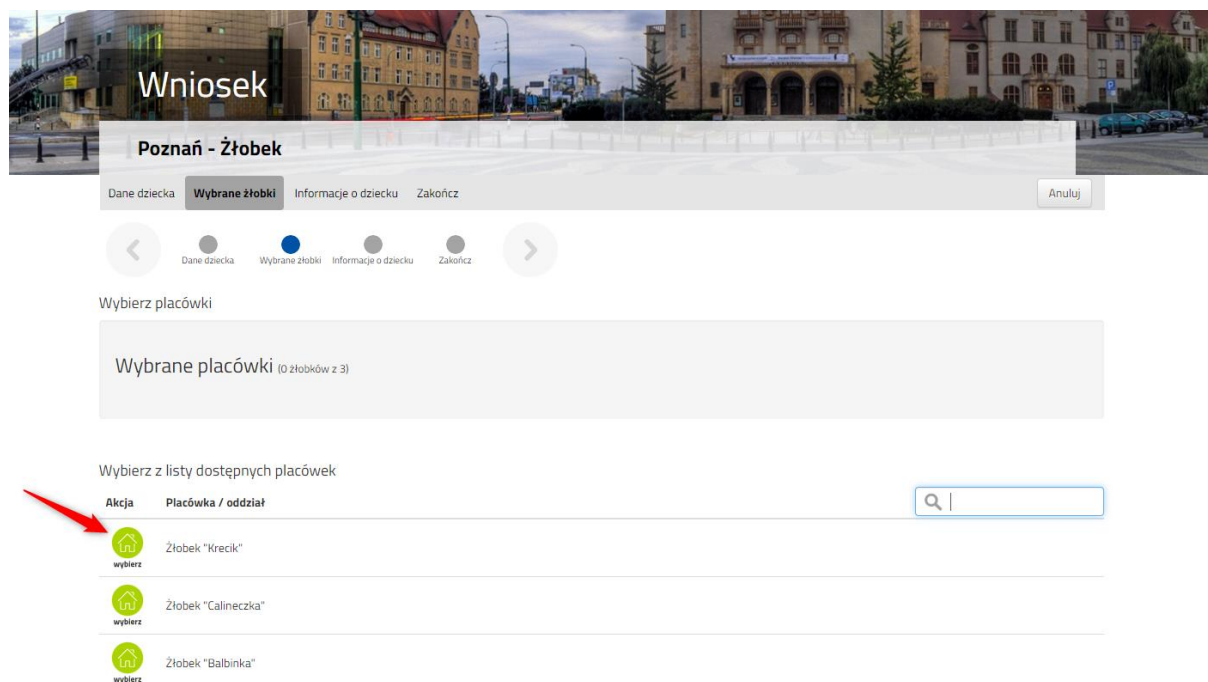 Wniosek
Poznań - Żłobek
Dane dziecka Wybrane żłobki Informacje o dziecku Zakończ Anuluj
Dane dziecka Wybrane żłobki Informacje o dziecku Zakończ
Wybierz placówki
Wybrane placówki (0 żłobków z 3)
Wybierz z listy dostępnych placówek
Akcja Placówka / oddział
Żłobek "Krecik"
wybierz
Żłobek "Calineczka"
wybierz
Żłobek "Balbinka"
wybierz